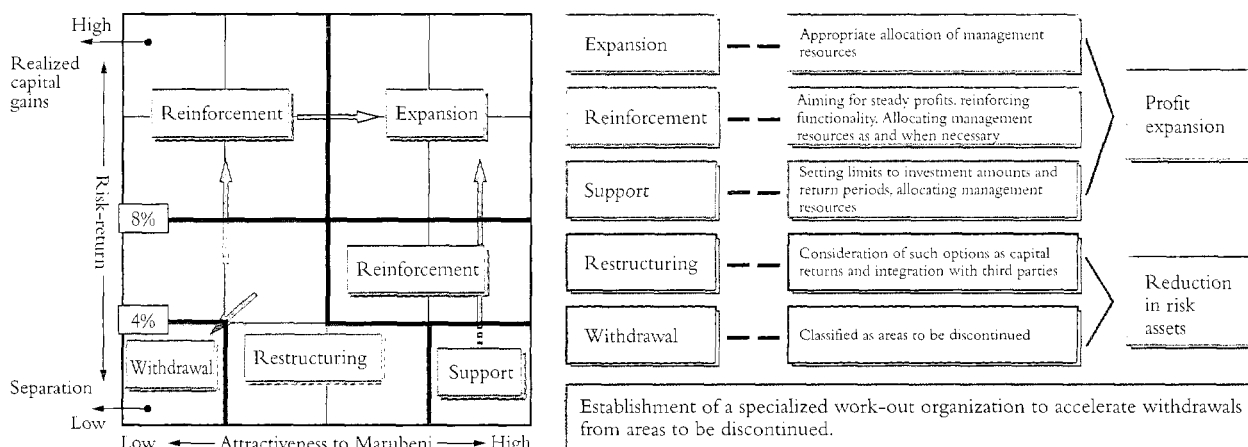 High
Realized
capital
gains
Risk-return
8%
4%
Separation
Low
Low
Attractiveness to Marubeni
High
Reinforcement
Expansion
Reinforcement
Withdrawal
Restructuring
Support
Expansion
Appropriate allocation of management
resources
Reinforcement
Aiming for steady profits, reinforcing
functionality. Allocating management
resources as and when necessary
Support
Setting limits to investment amounts and
return periods, allocating management
resources
Restructuring
Consideration of such options as capital
returns and integration with third parties
Withdrawal
Classified as areas to be discontinued
Profit
expansion
Reduction
in risk
assets
Establishment of a specialized work-out organization to accelerate withdrawals
from areas to be discontinued.